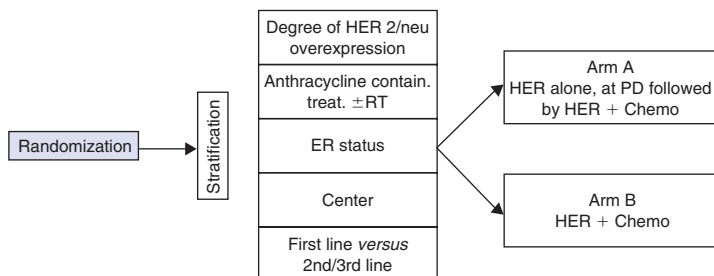 Randomization
Stratification
Degree of HER 2/neu
overexpression
Anthracycline contain.
treat. ±RT
ER status
Center
First line versus
2nd/3rd line
Arm A
HER alone, at PD followed
by HER + Chemo
Arm B
HER + Chemo